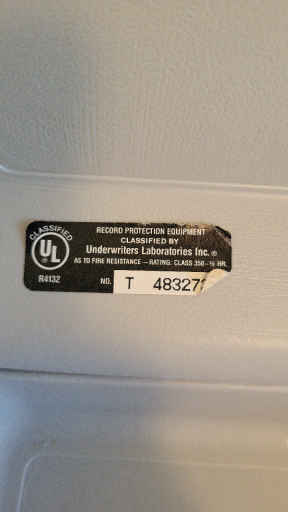 CLASSIFIED
UL
R4132
RECORD PROTECTION EQUIPMENT
CLASSIFIED BY
Underwriters Laboratories Inc.®
AS TO FIRE RESISTANCE – RATING: CLASS 350–½ HR.
NO. T 48327